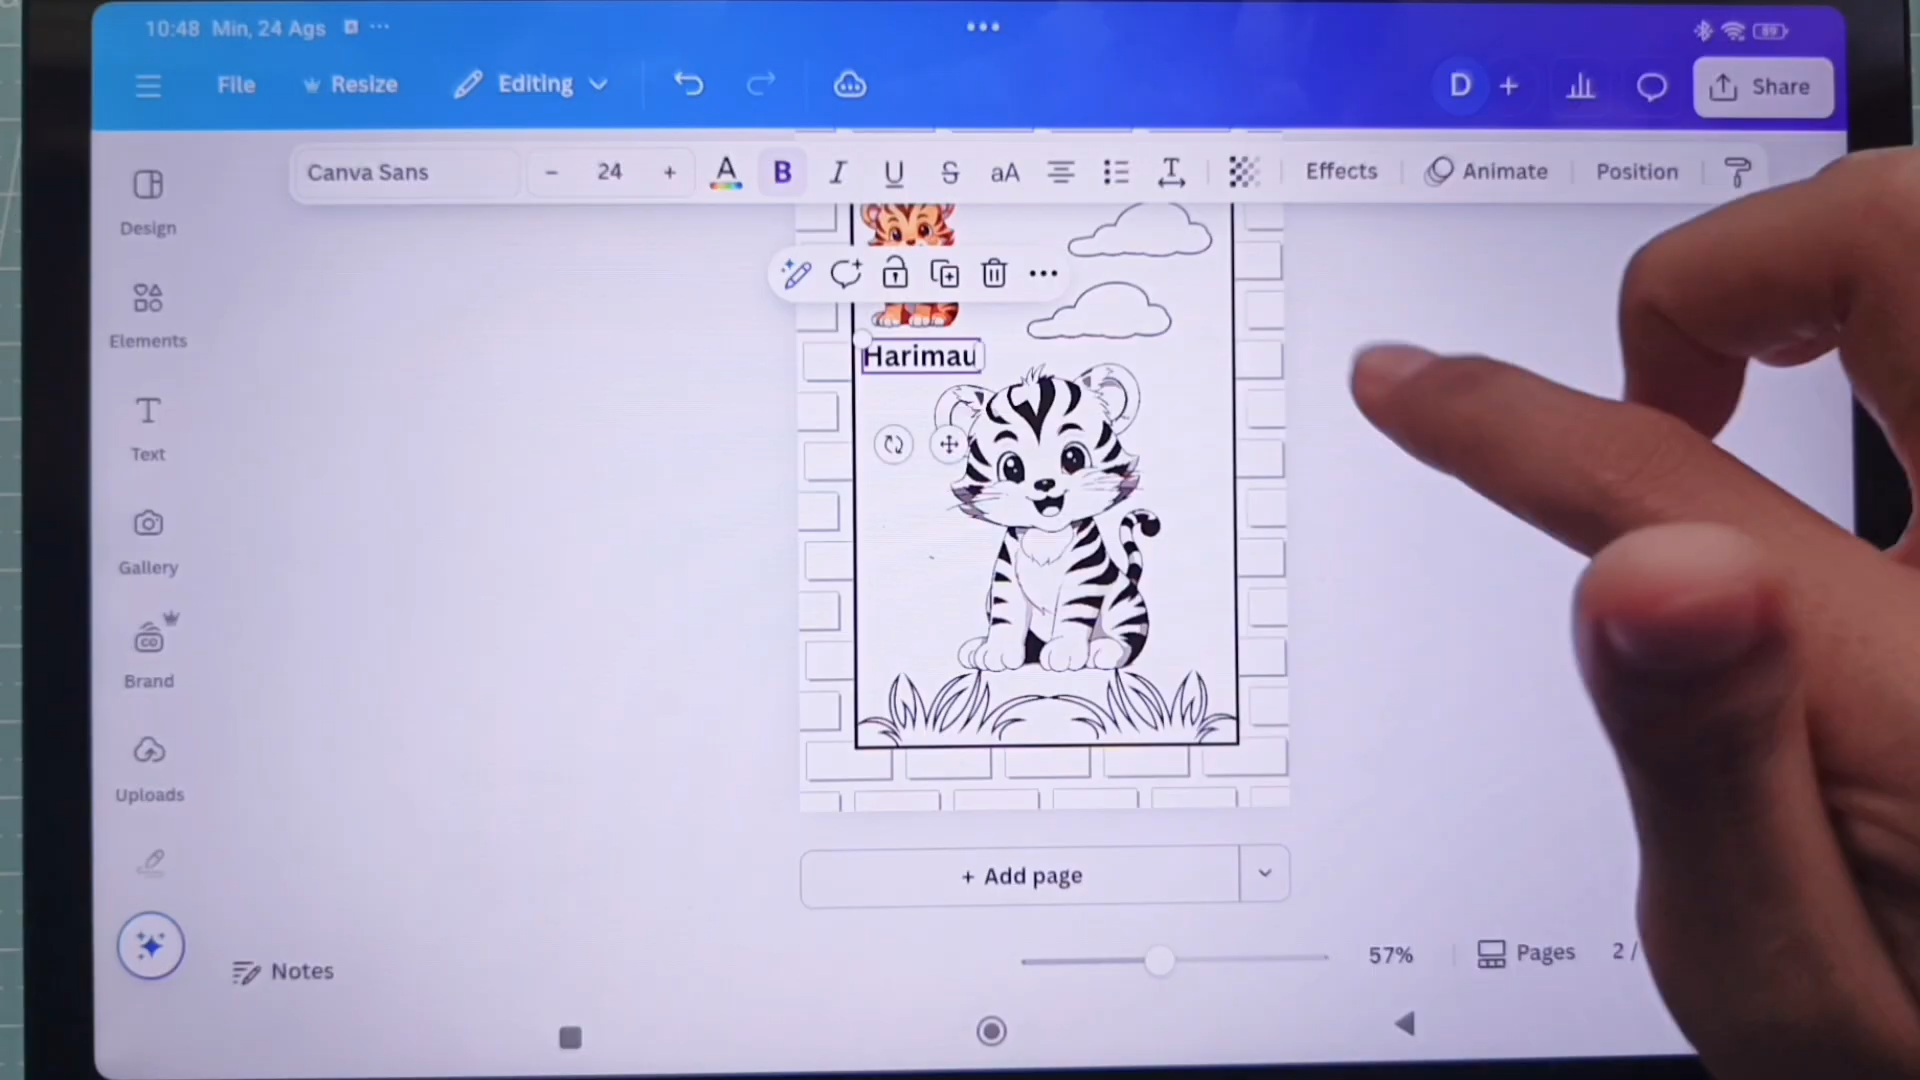 10:48 Min, 24 Ags
89
File Resize Editing D Share
Canva Sans 24 A B I U S aA Effects Animate Position
Design
Elements
Harimau
Text
Gallery
Brand
Uploads
+ Add page
Notes 57% Pages 2 /